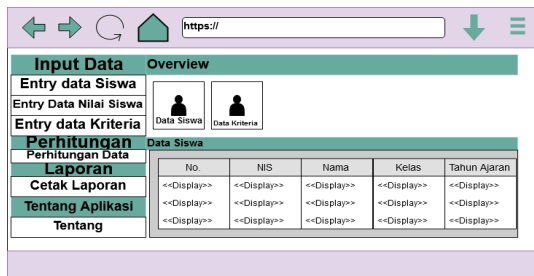 https://
Input Data
Entry data Siswa
Entry Data Nilai Siswa
Entry data Kriteria
Perhitungan
Perhitungan Data
Laporan
Cetak Laporan
Tentang Aplikasi
Tentang
Overview
Data Siswa
Data Kriteria
Data Siswa
No. NIS Nama Kelas Tahun Ajaran
<<Display>> <<Display>> <<Display>> <<Display>> <<Display>>
<<Display>> <<Display>> <<Display>> <<Display>> <<Display>>
<<Display>> <<Display>> <<Display>> <<Display>> <<Display>>